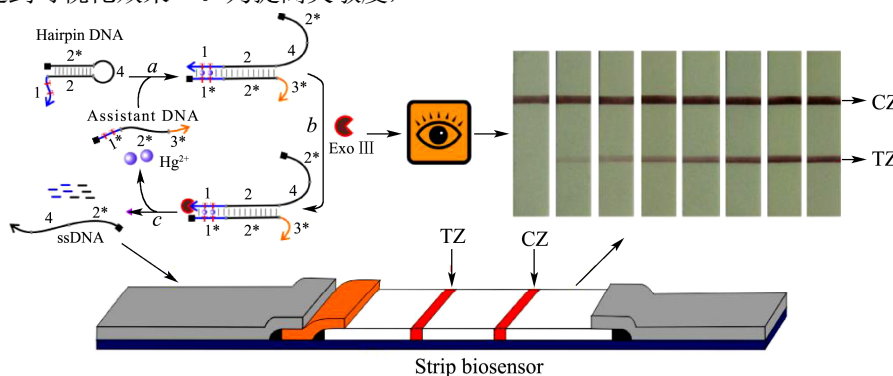 Hairpin DNA
2*
4
1
2
a
1
2
4
2*
1*
2*
3*
Assistant DNA
1*
2*
3*
Hg2+
b
Exo III
CZ
TZ
2*
1
2
4
1*
2*
3*
c
4
2*
ssDNA
TZ
CZ
Strip biosensor